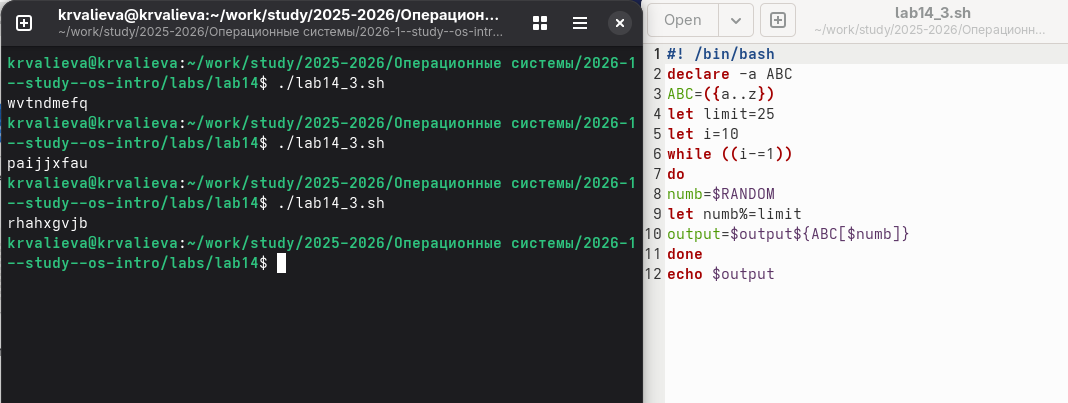 krvalieva@krvalieva:~/work/study/2025-2026/Операцион...
~/work/study/2025-2026/Операционные системы/2026-1--study--os-intr...
krvalieva@krvalieva:~/work/study/2025-2026/Операционные системы/2026-1
--study--os-intro/labs/lab14$ ./lab14_3.sh
wvtndmefq
krvalieva@krvalieva:~/work/study/2025-2026/Операционные системы/2026-1
--study--os-intro/labs/lab14$ ./lab14_3.sh
paijjxfau
krvalieva@krvalieva:~/work/study/2025-2026/Операционные системы/2026-1
--study--os-intro/labs/lab14$ ./lab14_3.sh
rhahxgvjb
krvalieva@krvalieva:~/work/study/2025-2026/Операционные системы/2026-1
--study--os-intro/labs/lab14$
Open
lab14_3.sh
~/work/study/2025-2026/Операционн...
1 #! /bin/bash
2 declare -a ABC
3 ABC=({a..z})
4 let limit=25
5 let i=10
6 while ((i-=1))
7 do
8 numb=$RANDOM
9 let numb%=limit
10 output=$output${ABC[$numb]}
11 done
12 echo $output